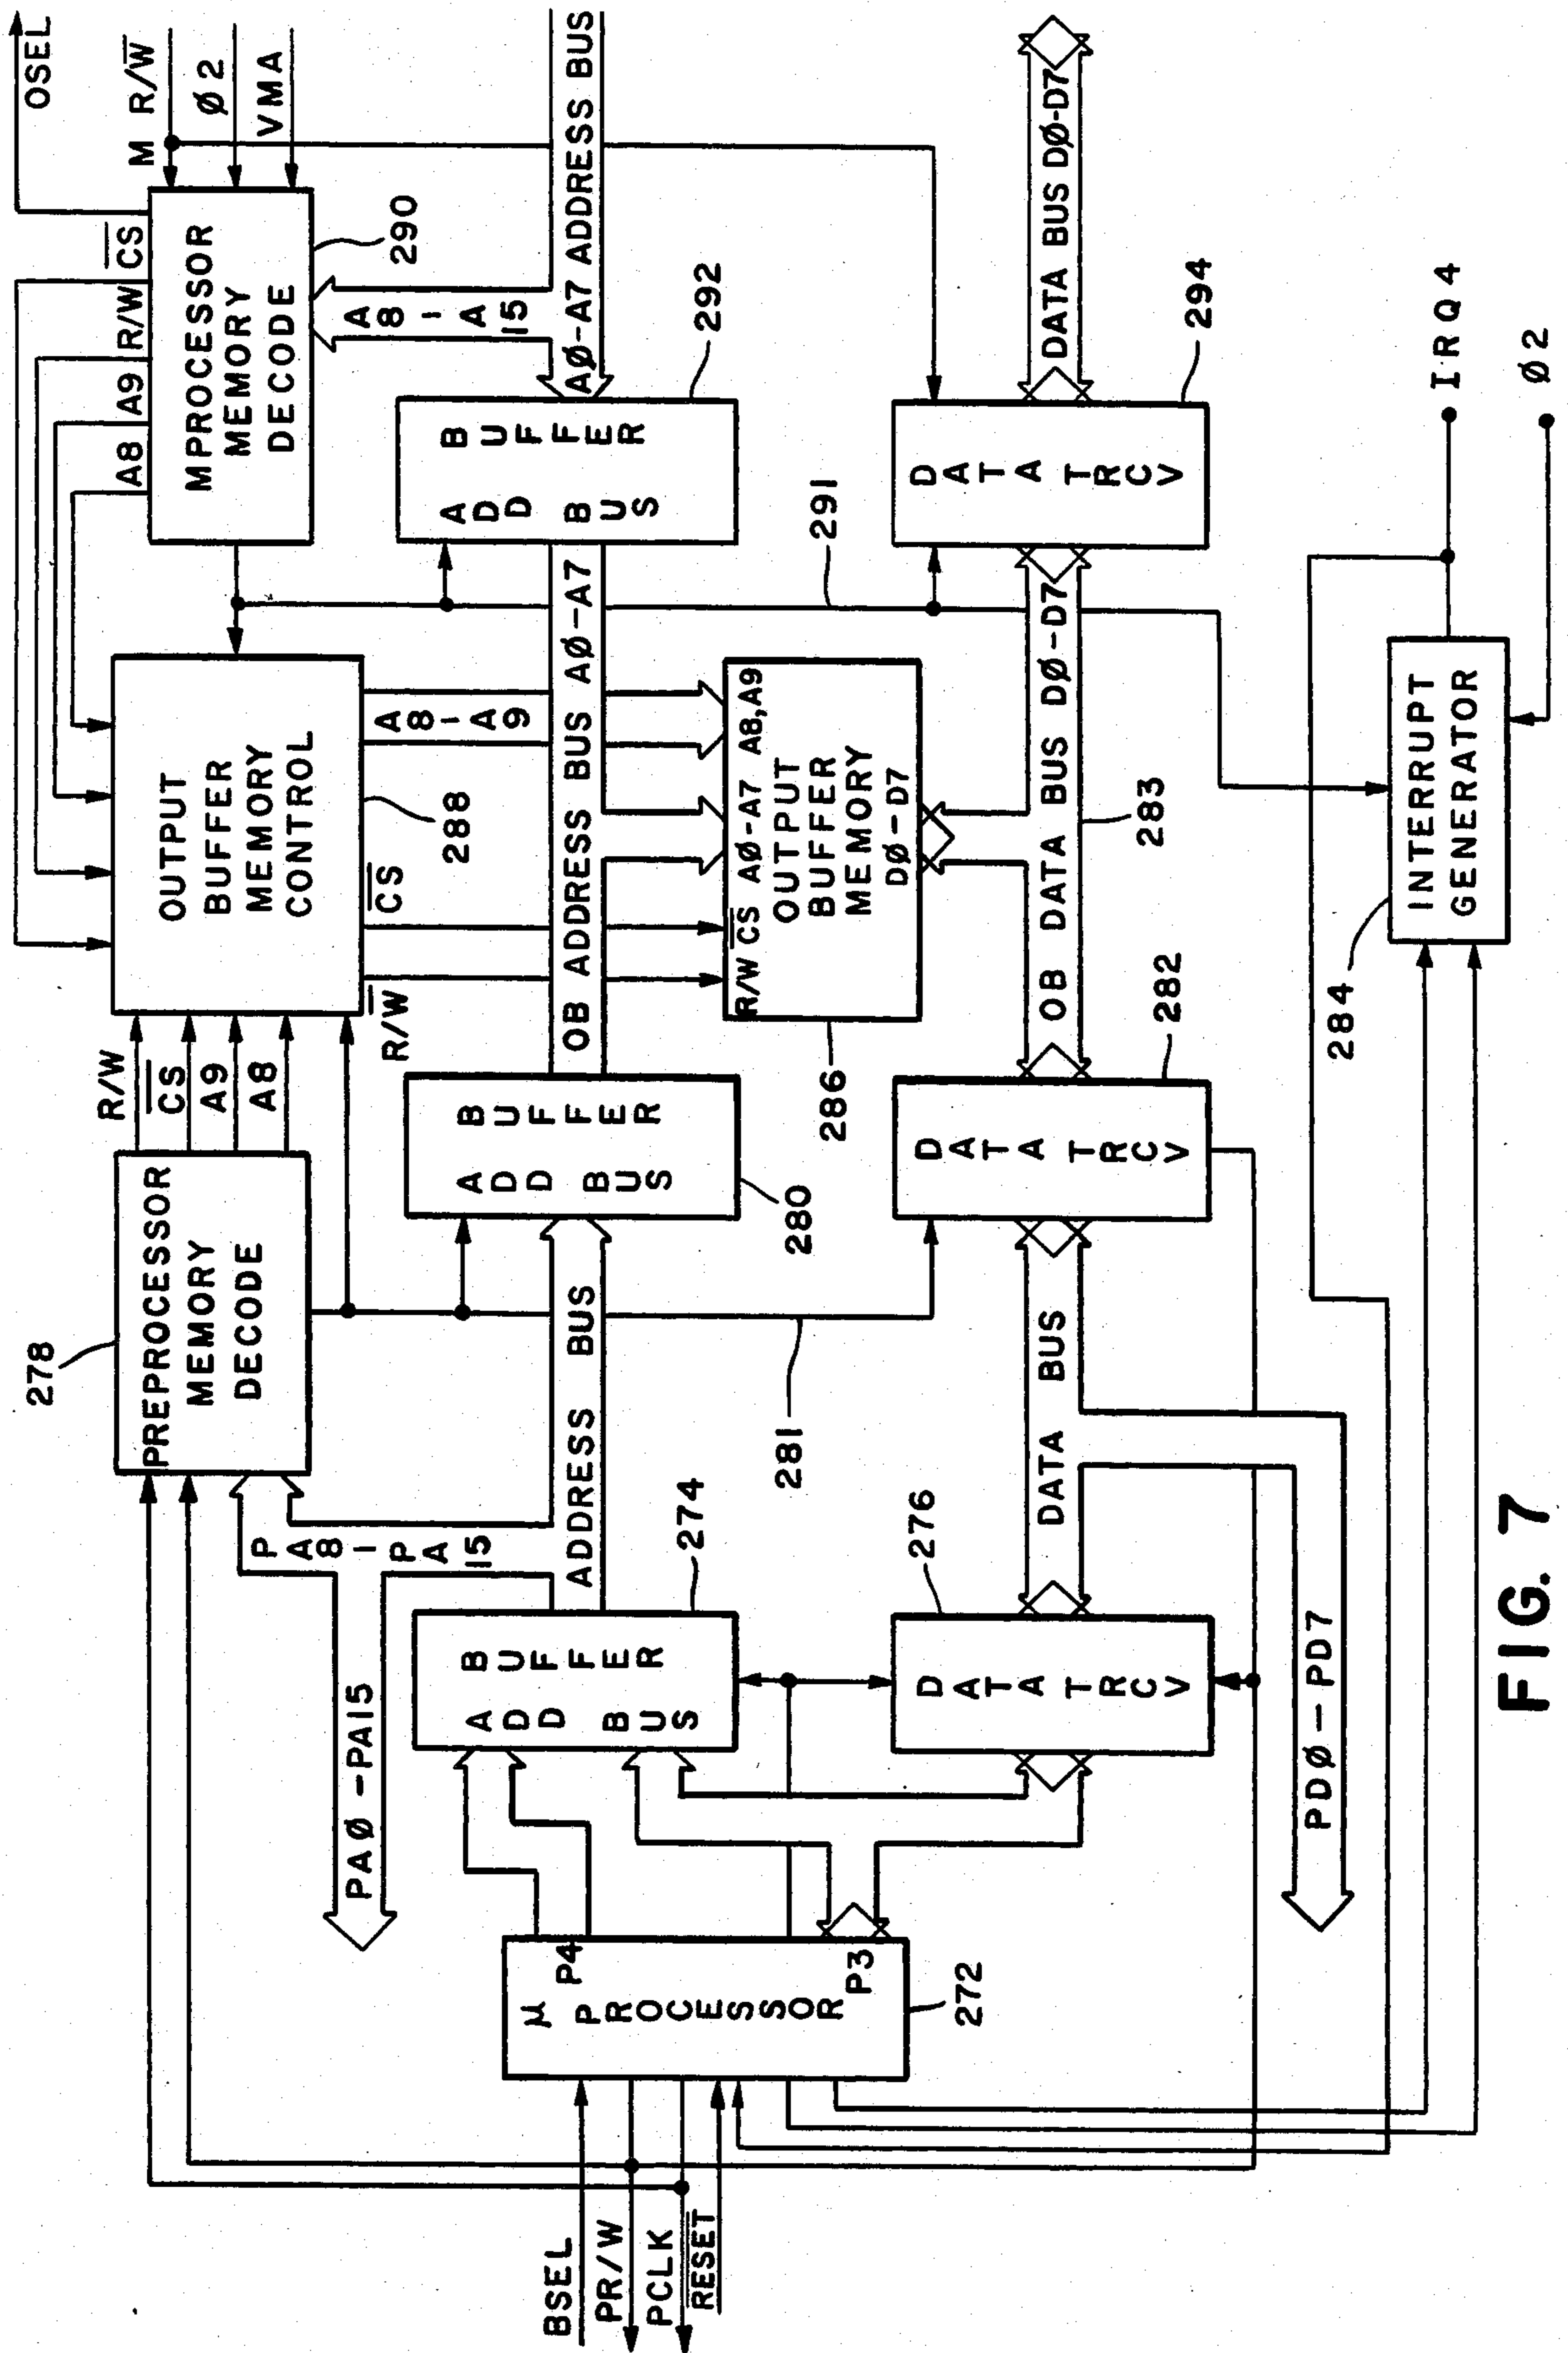 OSEL
M R/W
Ø2
VMA
CS
R/W
A9
A8
MPROCESSOR
MEMORY
DECODE
290
A8-A15
AØ-A7 ADDRESS BUS
BUFFER
ADD BUS
292
DATA TRCV
294
DATA BUS DØ-D7
IRQ4
Ø2
291
OUTPUT
BUFFER
MEMORY
CONTROL
288
A8-A9
CS
R/W
OB ADDRESS BUS AØ-A7
R/W CS AØ-A7 A8,A9
OUTPUT
BUFFER
MEMORY
DØ-D7
286
OB DATA BUS DØ-D7
283
INTERRUPT
GENERATOR
284
R/W
CS
A9
A8
PREPROCESSOR
MEMORY
DECODE
278
BUFFER
ADD BUS
280
DATA TRCV
282
281
PA8-PA15
ADDRESS BUS
DATA BUS
BUFFER
ADD BUS
274
DATA TRCV
276
PAØ-PA15
PDØ-PD7
µ
PROCESSOR
P4
P3
272
BSEL
PR/W
PCLK
RESET
FIG. 7